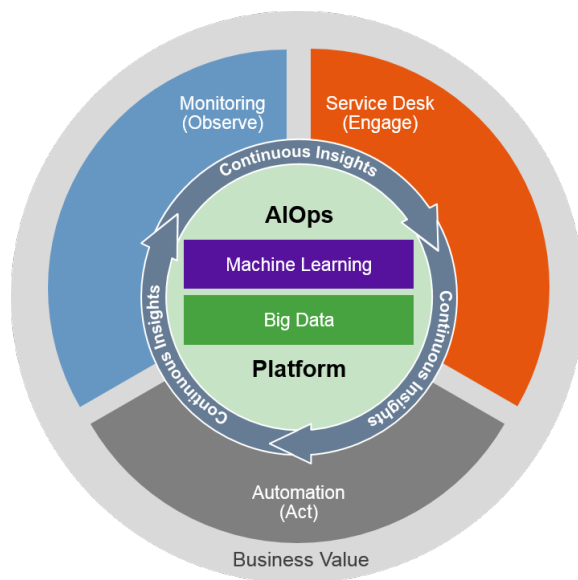 Monitoring
(Observe)
Service Desk
(Engage)
Continuous Insights
AIOps
Machine Learning
Big Data
Platform
Continuous Insights
Continuous Insights
Automation
(Act)
Business Value